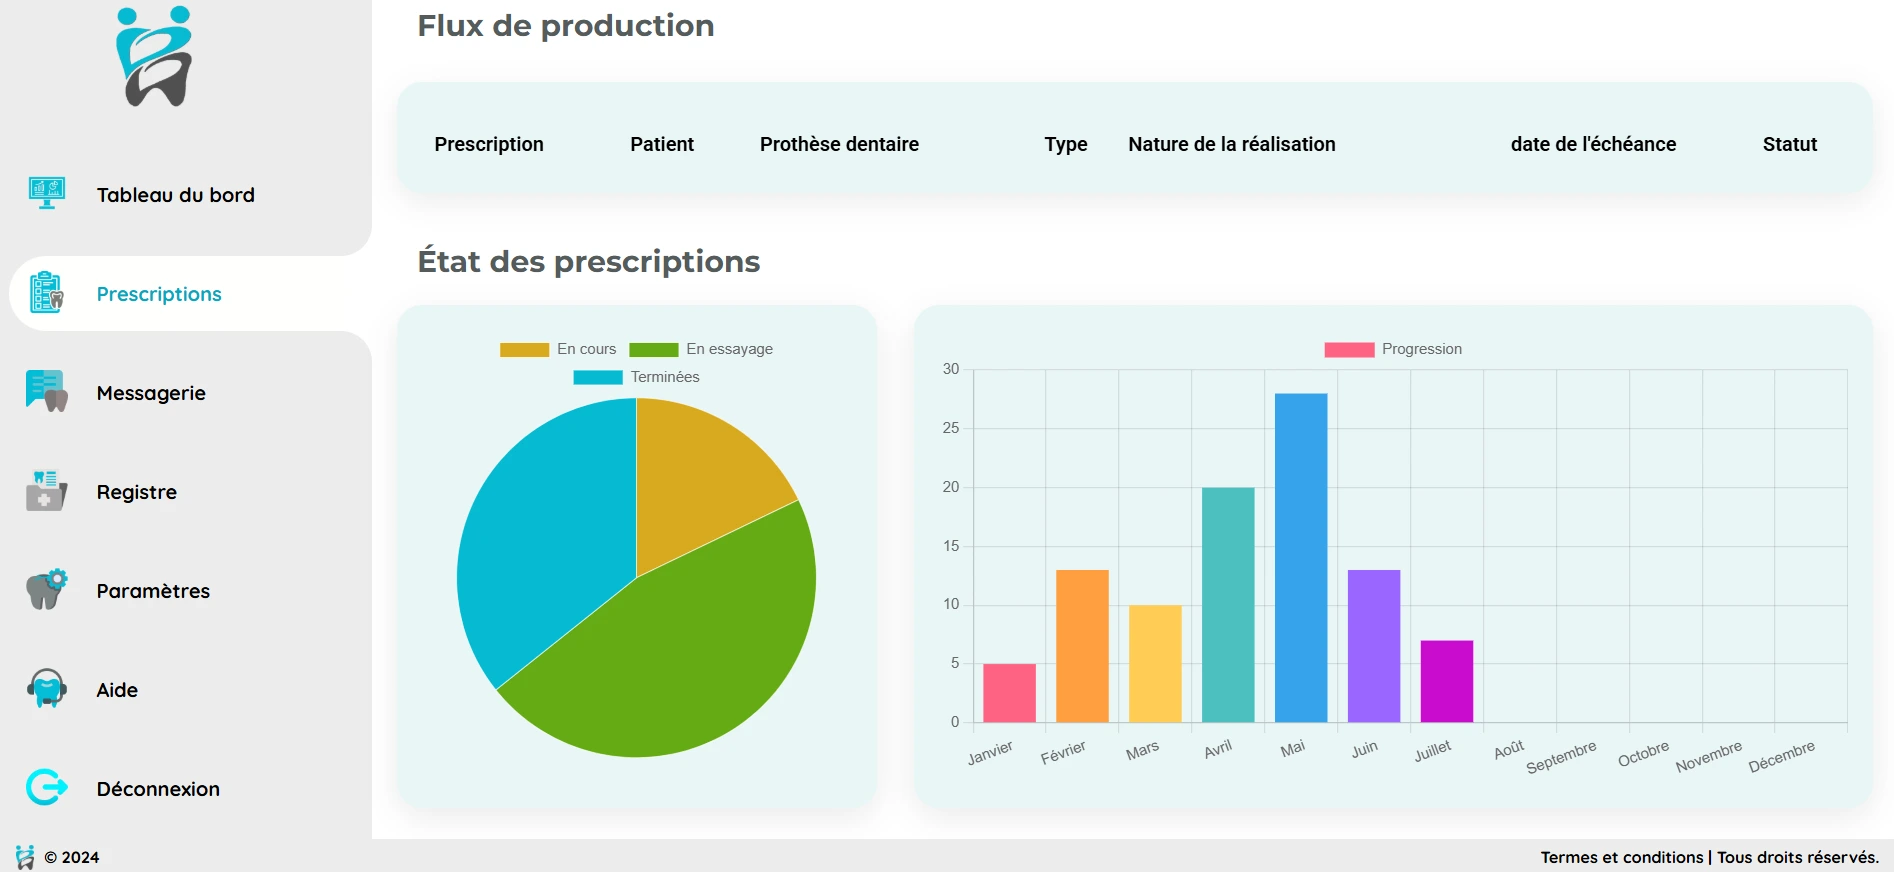 Tableau du bord
Prescriptions
Messagerie
Registre
Paramètres
Aide
Déconnexion
Flux de production
Prescription Patient Prothèse dentaire Type Nature de la réalisation date de l'échéance Statut
État des prescriptions
En cours En essayage
Terminées
Progression
30
25
20
15
10
5
0
Janvier Février Mars Avril Mai Juin Juillet Août Septembre Octobre Novembre Décembre
© 2024
Termes et conditions | Tous droits réservés.